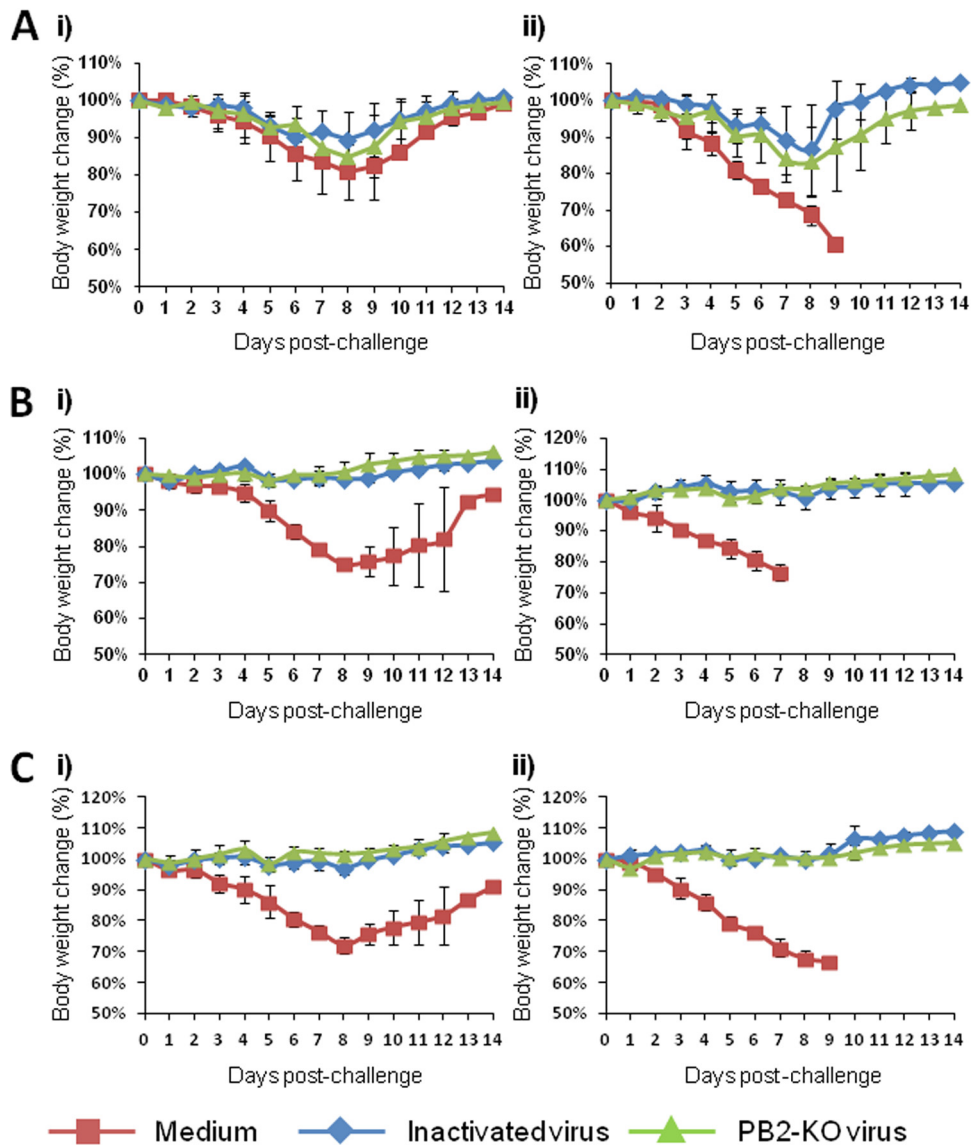 A i) ii)
Body weight change (%)
110%
100%
90%
80%
70%
60%
50%
0 1 2 3 4 5 6 7 8 9 10 11 12 13 14
Days post-challenge
Body weight change (%)
110%
100%
90%
80%
70%
60%
50%
0 1 2 3 4 5 6 7 8 9 10 11 12 13 14
Days post-challenge
B i) ii)
Body weight change (%)
110%
100%
90%
80%
70%
60%
50%
0 1 2 3 4 5 6 7 8 9 10 11 12 13 14
Days post-challenge
Body weight change (%)
120%
110%
100%
90%
80%
70%
60%
50%
0 1 2 3 4 5 6 7 8 9 10 11 12 13 14
Days post-challenge
C i) ii)
Body weight change (%)
120%
110%
100%
90%
80%
70%
60%
50%
0 1 2 3 4 5 6 7 8 9 10 11 12 13 14
Days post-challenge
Body weight change (%)
120%
110%
100%
90%
80%
70%
60%
50%
0 1 2 3 4 5 6 7 8 9 10 11 12 13 14
Days post-challenge
Medium Inactivated virus PB2-KO virus